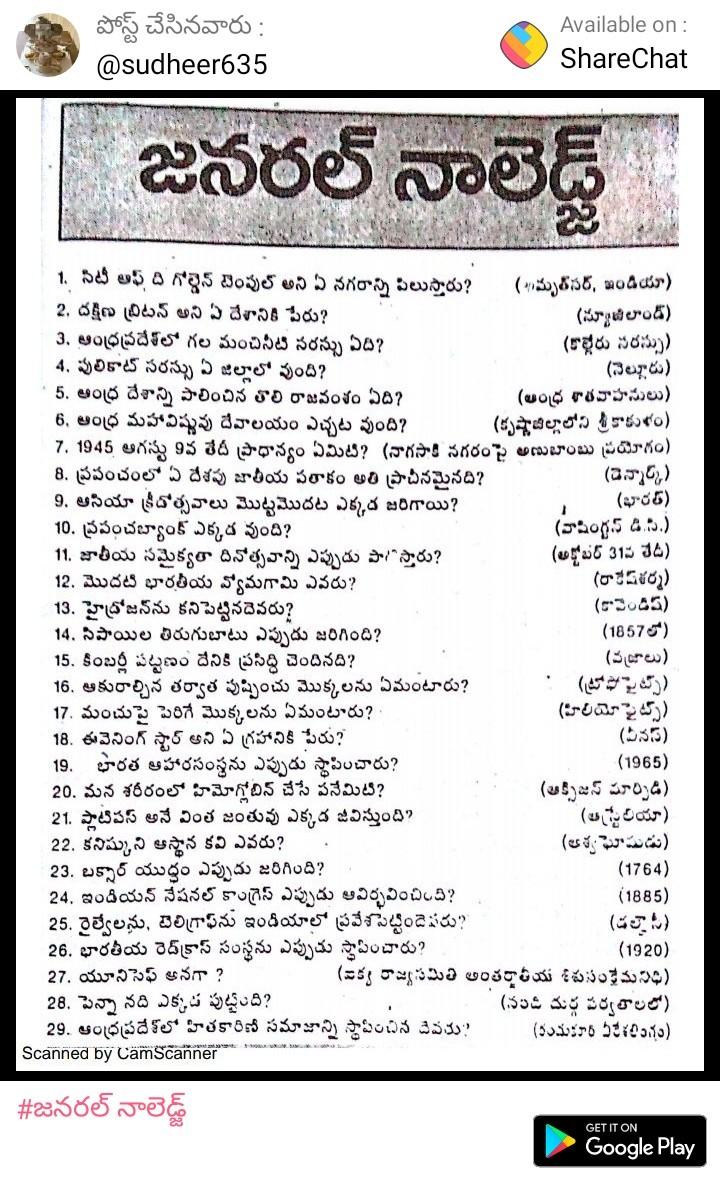 పోస్ట్ చేసినవారు :
@sudheer635
Available on :
ShareChat
జనరల్ నాలెడ్జ్
1. సిటీ ఆఫ్ ది గోల్డెన్ టెంపుల్ అని ఏ నగరాన్ని పిలుస్తారు? (అమృత్‌సర్, ఇండియా)
2. దక్షిణ బ్రిటన్ అని ఏ దేశానికి పేరు? (న్యూజిలాండ్)
3. ఆంధ్రప్రదేశ్‌లో గల మంచినీటి సరస్సు ఏది? (కొల్లేరు సరస్సు)
4. పులికాట్ సరస్సు ఏ జిల్లాలో వుంది? (నెల్లూరు)
5. ఆంధ్ర దేశాన్ని పాలించిన తొలి రాజవంశం ఏది? (ఆంధ్ర శాతవాహనులు)
6. ఆంధ్ర మహావిష్ణువు దేవాలయం ఎచ్చట వుంది? (కృష్ణాజిల్లాలోని శ్రీకాకుళం)
7. 1945 ఆగస్టు 9వ తేదీ ప్రాధాన్యం ఏమిటి? (నాగసాకి నగరంపై అణుబాంబు ప్రయోగం)
8. ప్రపంచంలో ఏ దేశపు జాతీయ పతాకం అతి ప్రాచీనమైనది? (డెన్మార్క్)
9. ఆసియా క్రీడోత్సవాలు మొట్టమొదట ఎక్కడ జరిగాయి? (భారత్)
10. ప్రపంచబ్యాంక్ ఎక్కడ వుంది? (వాషింగ్టన్ డి.సి.)
11. జాతీయ సమైక్యతా దినోత్సవాన్ని ఎప్పుడు (అక్టోబర్ 31వ తేదీ)
12. మొదటి భారతీయ వ్యోమగామి ఎవరు? (రాకేష్‌శర్మ)
13. హైడ్రోజన్‌ను కనిపెట్టినదెవరు? (కావెండిష్)
14. సిపాయిల తిరుగుబాటు ఎప్పుడు జరిగింది? (1857లో)
15. కింబర్లీ పట్టణం దేనికి ప్రసిద్ధి చెందినది? (వజ్రాలు)
16. ఆకురాల్చిన తర్వాత పుష్పించు మొక్కలను ఏమంటారు? (ట్రోఫోఫైట్స్)
17. మంచుపై పెరిగే మొక్కలను ఏమంటారు? (హీలియోఫైట్స్)
18. ఈవెనింగ్ స్టార్ అని ఏ గ్రహానికి పేరు? (వీనస్)
19. భారత ఆహారసంస్థను ఎప్పుడు స్థాపించారు? (1965)
20. మన శరీరంలో హిమోగ్లోబిన్ చేసే పనేమిటి? (ఆక్సిజన్ మార్పిడి)
21. ప్లాటిపస్ అనే వింత జంతువు ఎక్కడ జీవిస్తుంది? (ఆస్ట్రేలియా)
22. కనిష్కుని ఆస్థాన కవి ఎవరు? (అశ్వఘోషుడు)
23. బక్సార్ యుద్ధం ఎప్పుడు జరిగింది? (1764)
24. ఇండియన్ నేషనల్ కాంగ్రెస్ ఎప్పుడు ఆవిర్భవించింది? (1885)
25. రైల్వేలను, టెలిగ్రాఫ్‌ను ఇండియాలో ప్రవేశపెట్టిందెవరు? (డల్హౌసీ)
26. భారతీయ రెడ్‌క్రాస్ సంస్థను ఎప్పుడు స్థాపించారు? (1920)
27. యూనిసెఫ్ అనగా ? (ఐక్య రాజ్యసమితి అంతర్జాతీయ శిశుసంక్షేమనిధి)
28. పెన్నా నది ఎక్కడ పుట్టింది? (నంది దుర్గ పర్వతాలలో)
29. ఆంధ్రప్రదేశ్‌లో హితకారిణి సమాజాన్ని స్థాపించిన దెవరు? (కందుకూరి వీరేశలింగం)
Scanned by CamScanner
#జనరల్ నాలెడ్జ్
GET IT ON
Google Play